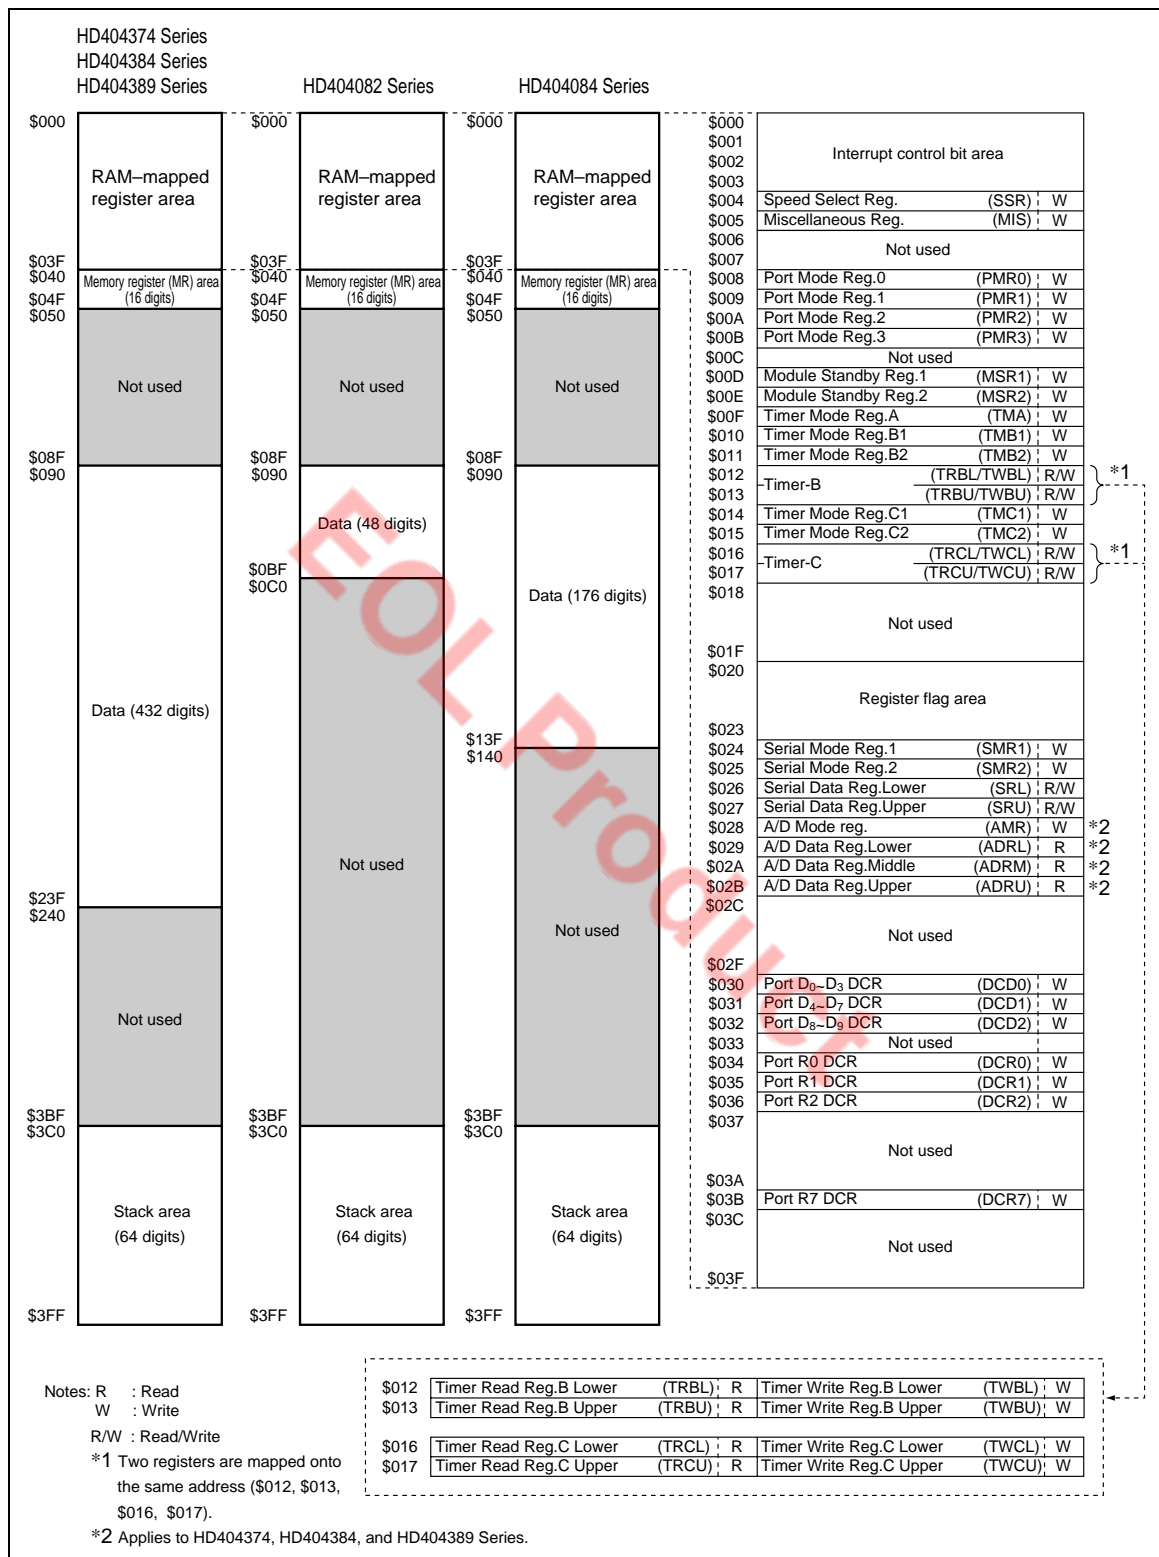 HD404374 Series
HD404384 Series
HD404389 Series
HD404082 Series
HD404084 Series
$000
RAM–mapped
register area
$03F
$040
Memory register (MR) area
(16 digits)
$04F
$050
Not used
$08F
$090
Data (432 digits)
$23F
$240
Not used
$3BF
$3C0
Stack area
(64 digits)
$3FF
$000
RAM–mapped
register area
$03F
$040
Memory register (MR) area
(16 digits)
$04F
$050
Not used
$08F
$090
Data (48 digits)
$0BF
$0C0
Not used
$3BF
$3C0
Stack area
(64 digits)
$3FF
$000
RAM–mapped
register area
$03F
$040
Memory register (MR) area
(16 digits)
$04F
$050
Not used
$08F
$090
Data (176 digits)
$13F
$140
Not used
$3BF
$3C0
Stack area
(64 digits)
$3FF
$000
$001
Interrupt control bit area
$002
$003
$004 Speed Select Reg. (SSR) W
$005 Miscellaneous Reg. (MIS) W
$006
Not used
$007
$008 Port Mode Reg.0 (PMR0) W
$009 Port Mode Reg.1 (PMR1) W
$00A Port Mode Reg.2 (PMR2) W
$00B Port Mode Reg.3 (PMR3) W
$00C Not used
$00D Module Standby Reg.1 (MSR1) W
$00E Module Standby Reg.2 (MSR2) W
$00F Timer Mode Reg.A (TMA) W
$010 Timer Mode Reg.B1 (TMB1) W
$011 Timer Mode Reg.B2 (TMB2) W
$012 (TRBL/TWBL) R/W *1
Timer-B
$013 (TRBU/TWBU) R/W
$014 Timer Mode Reg.C1 (TMC1) W
$015 Timer Mode Reg.C2 (TMC2) W
$016 (TRCL/TWCL) R/W *1
Timer-C
$017 (TRCU/TWCU) R/W
$018
Not used
$01F
$020
Register flag area
$023
$024 Serial Mode Reg.1 (SMR1) W
$025 Serial Mode Reg.2 (SMR2) W
$026 Serial Data Reg.Lower (SRL) R/W
$027 Serial Data Reg.Upper (SRU) R/W
$028 A/D Mode reg. (AMR) W *2
$029 A/D Data Reg.Lower (ADRL) R *2
$02A A/D Data Reg.Middle (ADRM) R *2
$02B A/D Data Reg.Upper (ADRU) R *2
$02C
Not used
$02F
$030 Port D0~D3 DCR (DCD0) W
$031 Port D4~D7 DCR (DCD1) W
$032 Port D8~D9 DCR (DCD2) W
$033 Not used
$034 Port R0 DCR (DCR0) W
$035 Port R1 DCR (DCR1) W
$036 Port R2 DCR (DCR2) W
$037
Not used
$03A
$03B Port R7 DCR (DCR7) W
$03C
Not used
$03F
EOL Product
$012 Timer Read Reg.B Lower (TRBL) R Timer Write Reg.B Lower (TWBL) W
$013 Timer Read Reg.B Upper (TRBU) R Timer Write Reg.B Upper (TWBU) W
$016 Timer Read Reg.C Lower (TRCL) R Timer Write Reg.C Lower (TWCL) W
$017 Timer Read Reg.C Upper (TRCU) R Timer Write Reg.C Upper (TWCU) W
Notes: R : Read
W : Write
R/W : Read/Write
*1 Two registers are mapped onto
the same address ($012, $013,
$016, $017).
*2 Applies to HD404374, HD404384, and HD404389 Series.